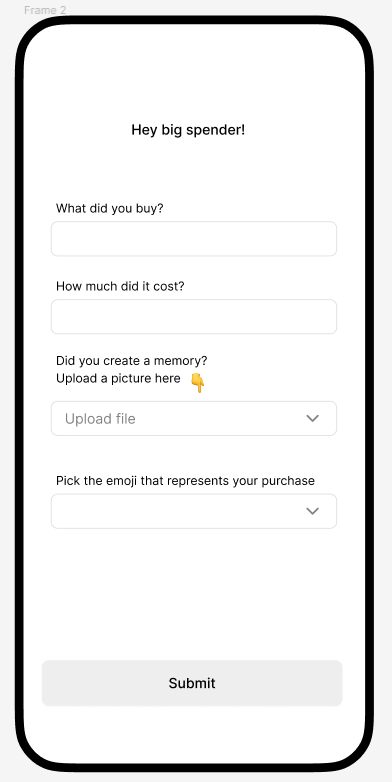 Frame 2
Hey big spender!
What did you buy?
How much did it cost?
Did you create a memory?
Upload a picture here 👇
Upload file
Pick the emoji that represents your purchase
Submit